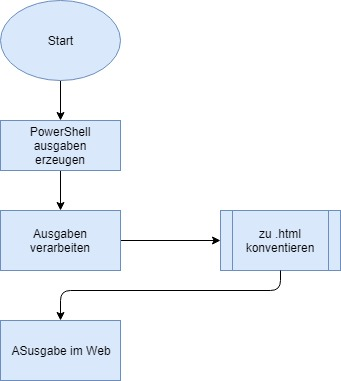 Start
PowerShell
ausgaben
erzeugen
Ausgaben
verarbeiten
zu .html
konventieren
ASusgabe im Web